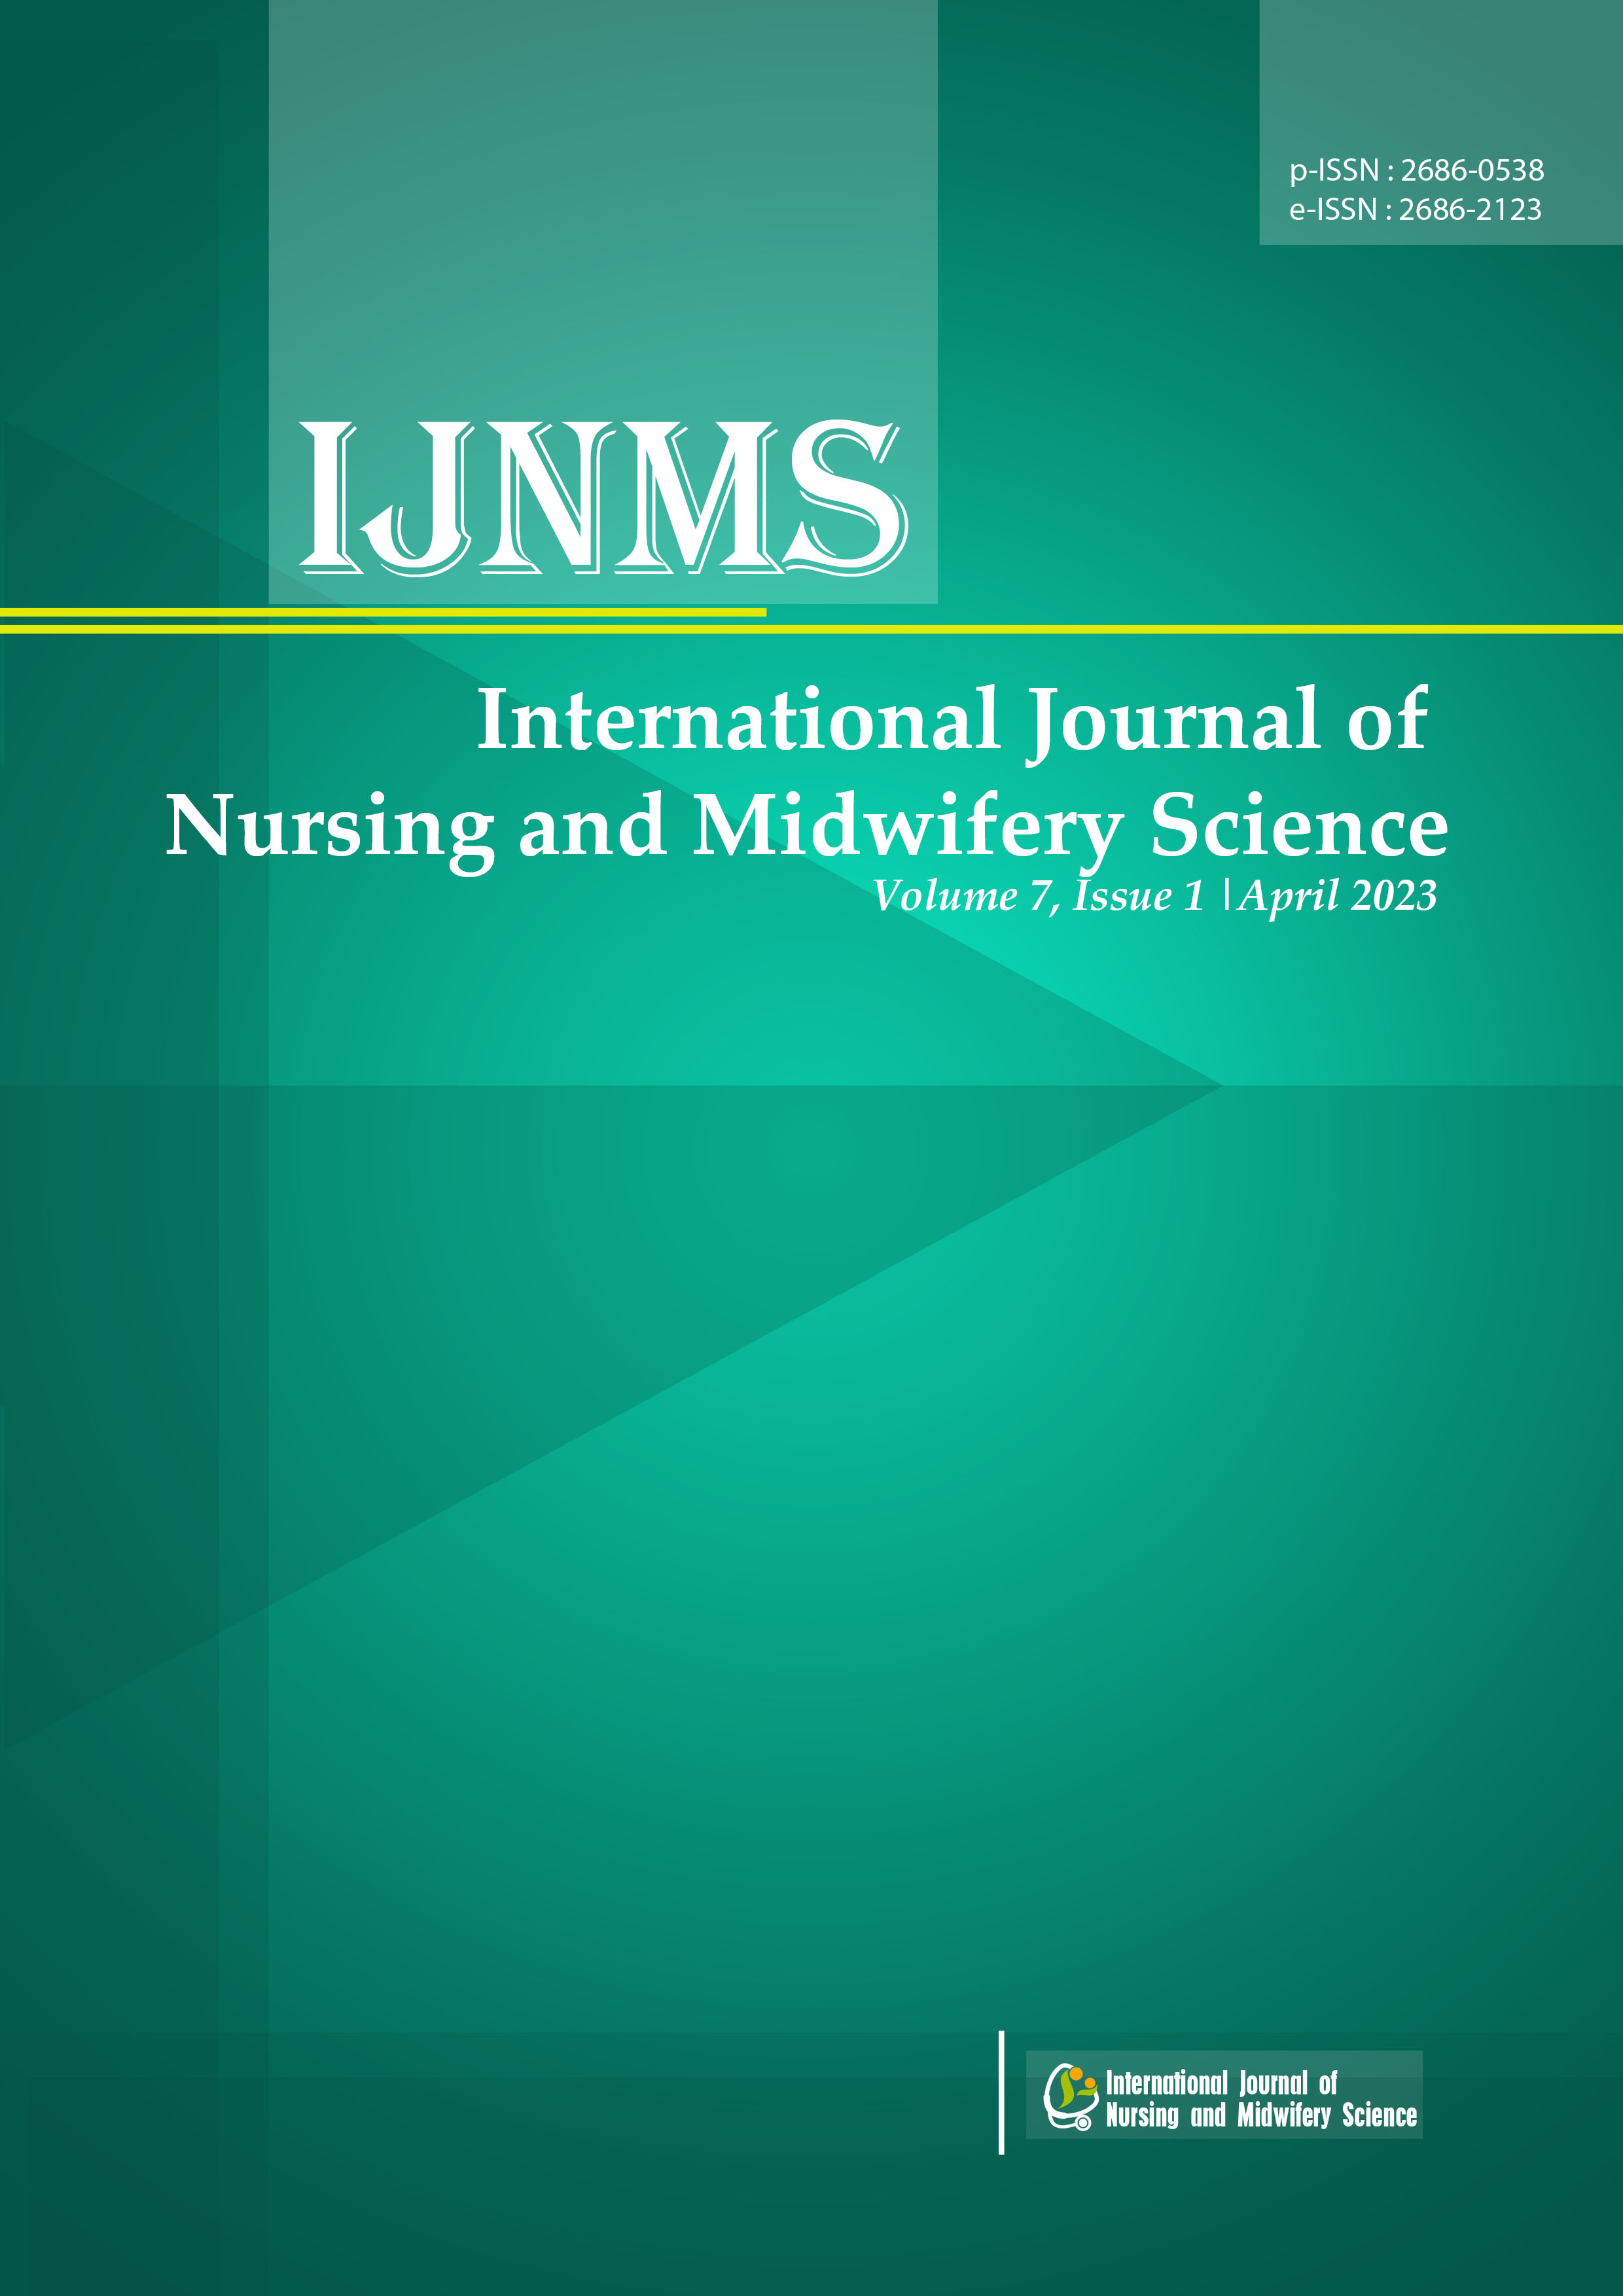 p-ISSN : 2686-0538
e-ISSN : 2686-2123
IJNMS
International Journal of
Nursing and Midwifery Science
Volume 7, Issue 1 | April 2023
International Journal of
Nursing and Midwifery Science